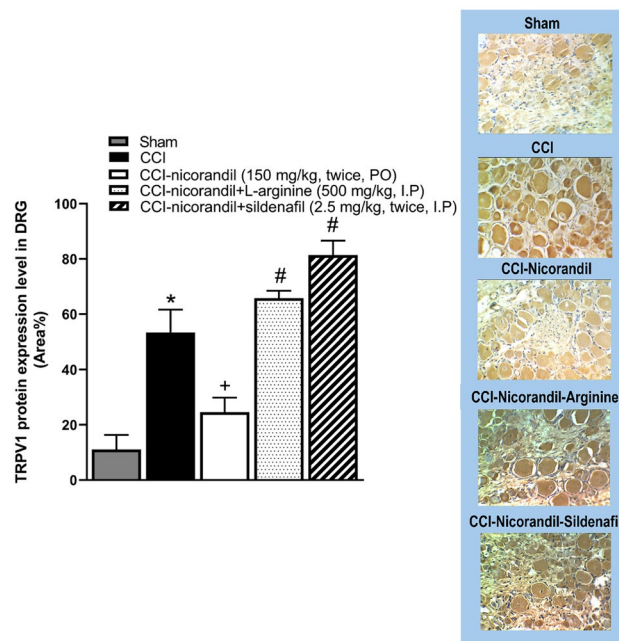 Sham
CCI
CCI-nicorandil (150 mg/kg, twice, PO)
CCI-nicorandil+L-arginine (500 mg/kg, I.P)
CCI-nicorandil+sildenafil (2.5 mg/kg, twice, I.P)
TRPV1 protein expression level in DRG
(Area%)
100
80
60
40
20
0
*
+
#
#
Sham
CCI
CCI-Nicorandil
CCI-Nicorandil-Arginine
CCI-Nicorandil-Sildenafi